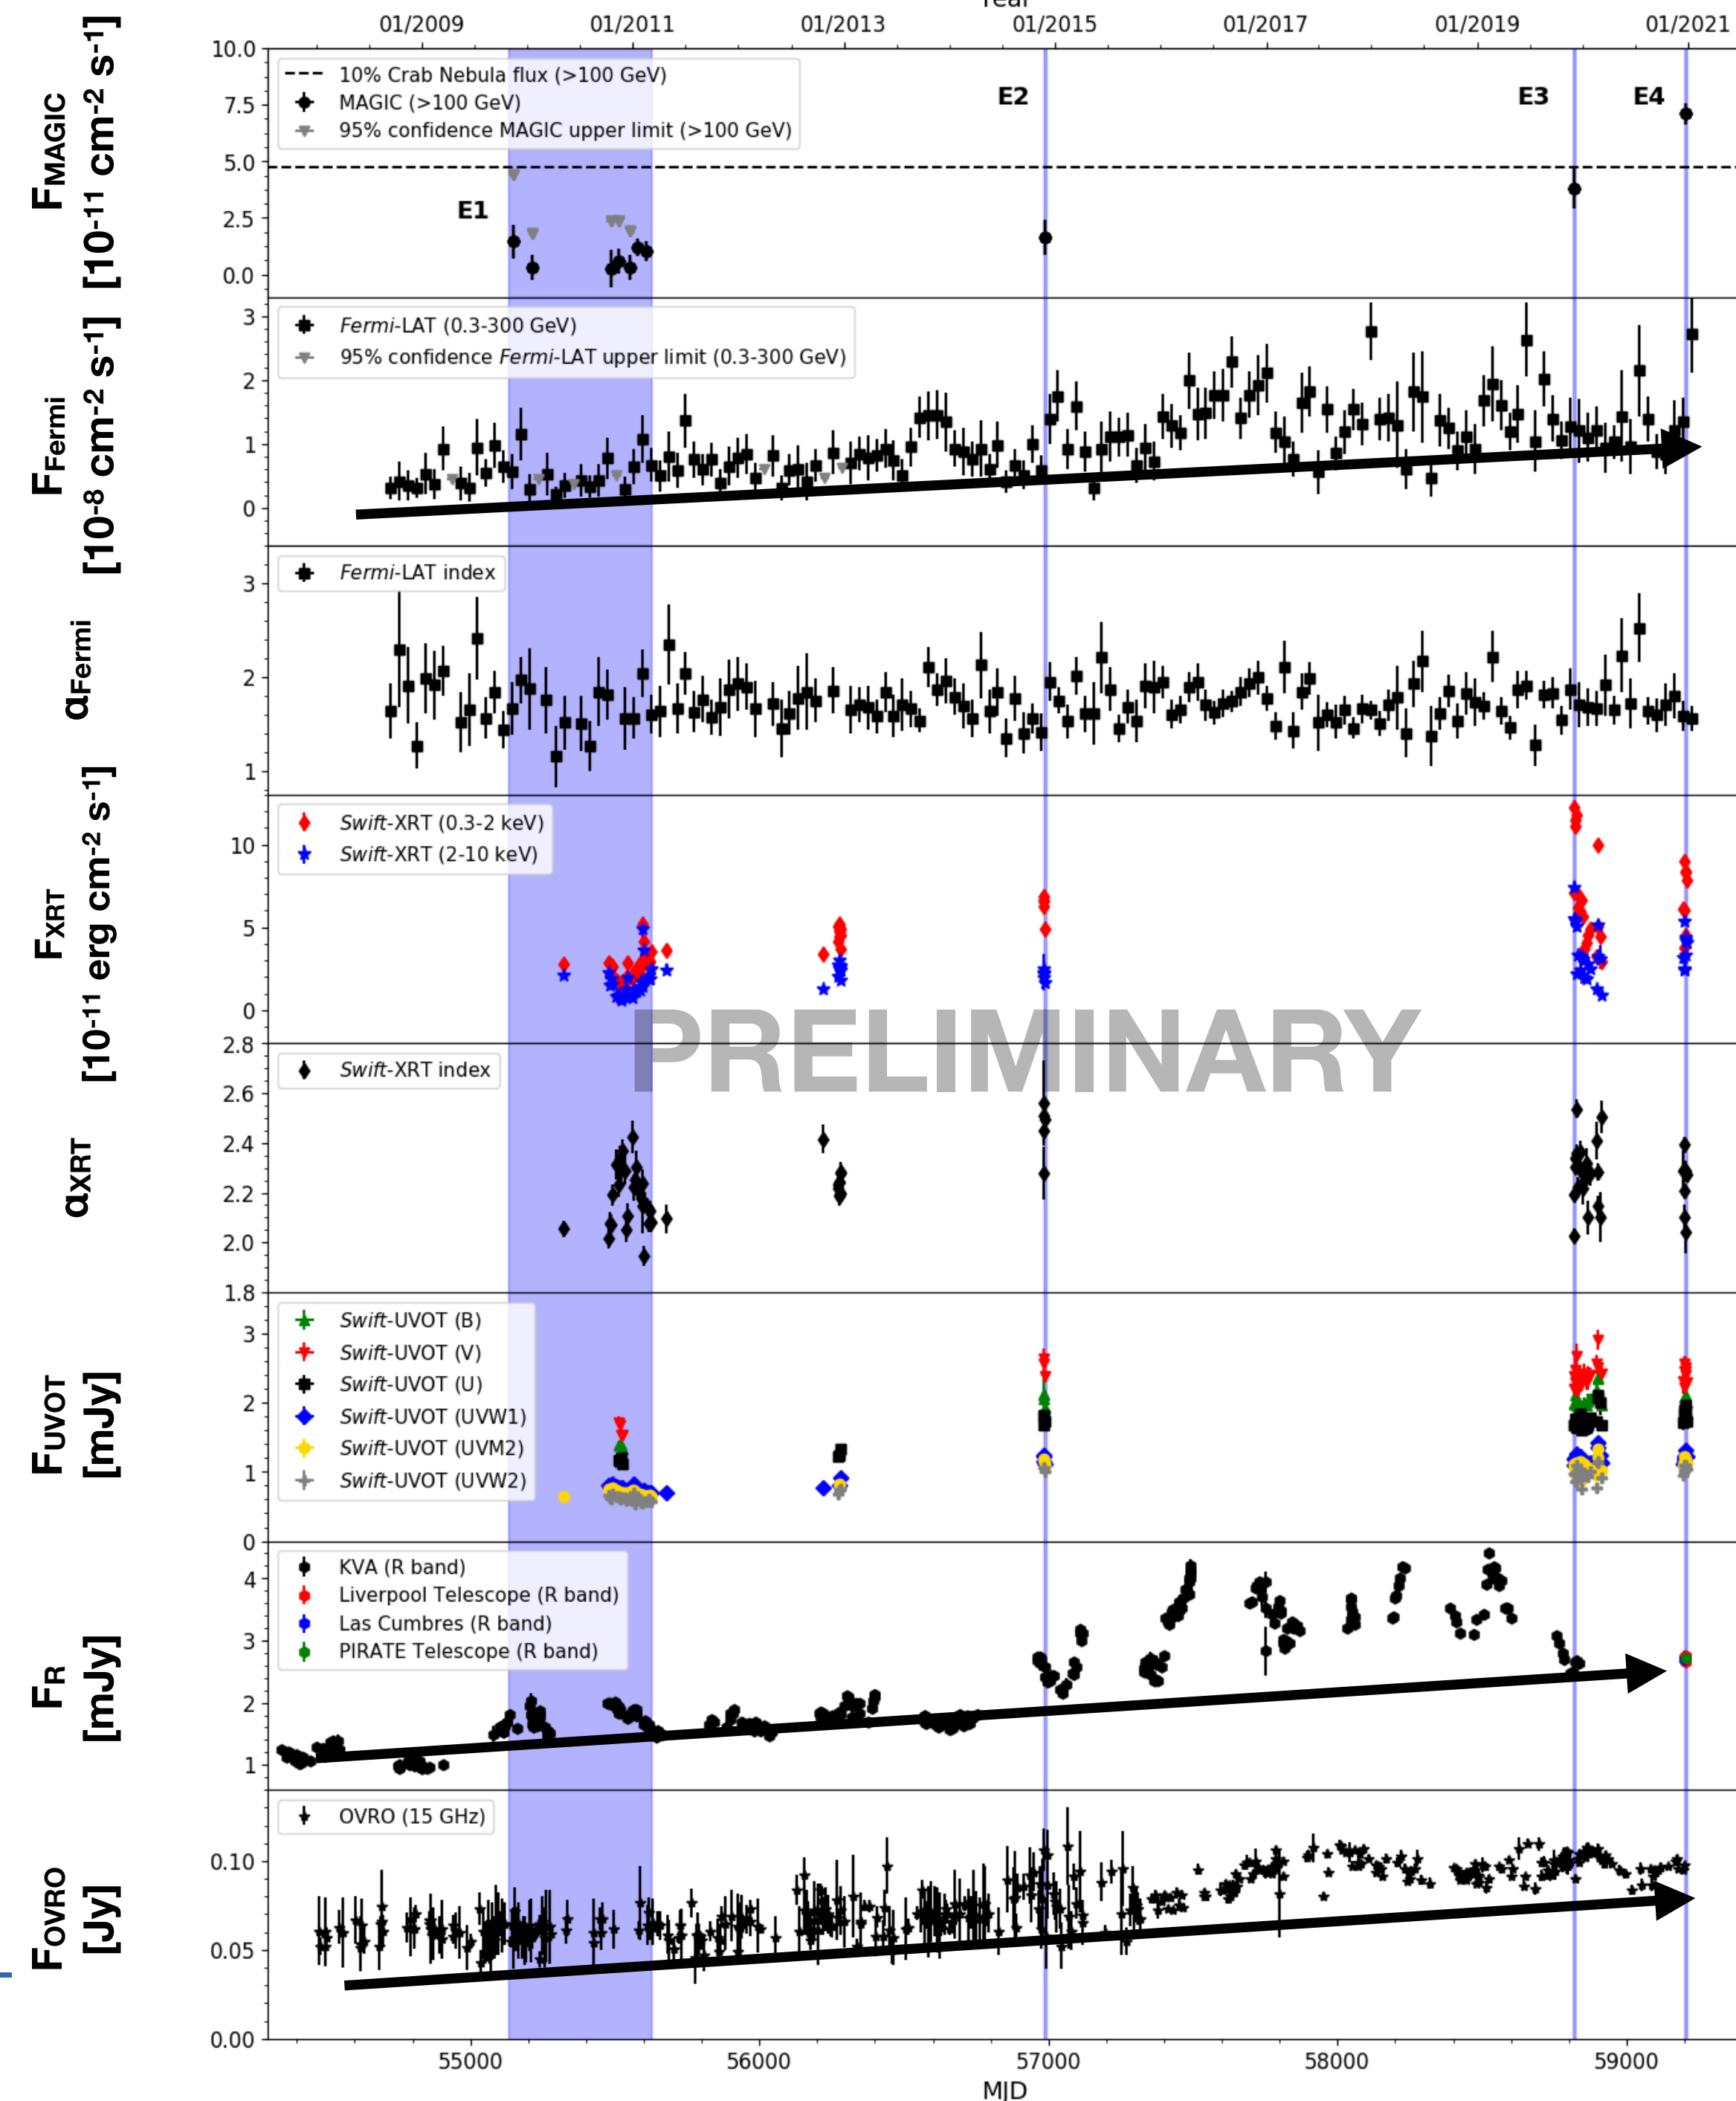 Year
01/2009 01/2011 01/2013 01/2015 01/2017 01/2019 01/2021
FMAGIC
[10-11 cm-2 s-1]
10.0
7.5
5.0
2.5
0.0
10% Crab Nebula flux (>100 GeV)
MAGIC (>100 GeV)
95% confidence MAGIC upper limit (>100 GeV)
E1
E2
E3
E4
FFermi
[10-8 cm-2 s-1]
3
2
1
0
Fermi-LAT (0.3-300 GeV)
95% confidence Fermi-LAT upper limit (0.3-300 GeV)
αFermi
3
2
1
Fermi-LAT index
FXRT
[10-11 erg cm-2 s-1]
10
5
0
Swift-XRT (0.3-2 keV)
Swift-XRT (2-10 keV)
PRELIMINARY
αXRT
2.8
2.6
2.4
2.2
2.0
1.8
Swift-XRT index
FUVOT
[mJy]
3
2
1
0
Swift-UVOT (B)
Swift-UVOT (V)
Swift-UVOT (U)
Swift-UVOT (UVW1)
Swift-UVOT (UVM2)
Swift-UVOT (UVW2)
FR
[mJy]
4
3
2
1
KVA (R band)
Liverpool Telescope (R band)
Las Cumbres (R band)
PIRATE Telescope (R band)
FOVRO
[Jy]
0.10
0.05
0.00
OVRO (15 GHz)
55000 56000 57000 58000 59000
MJD